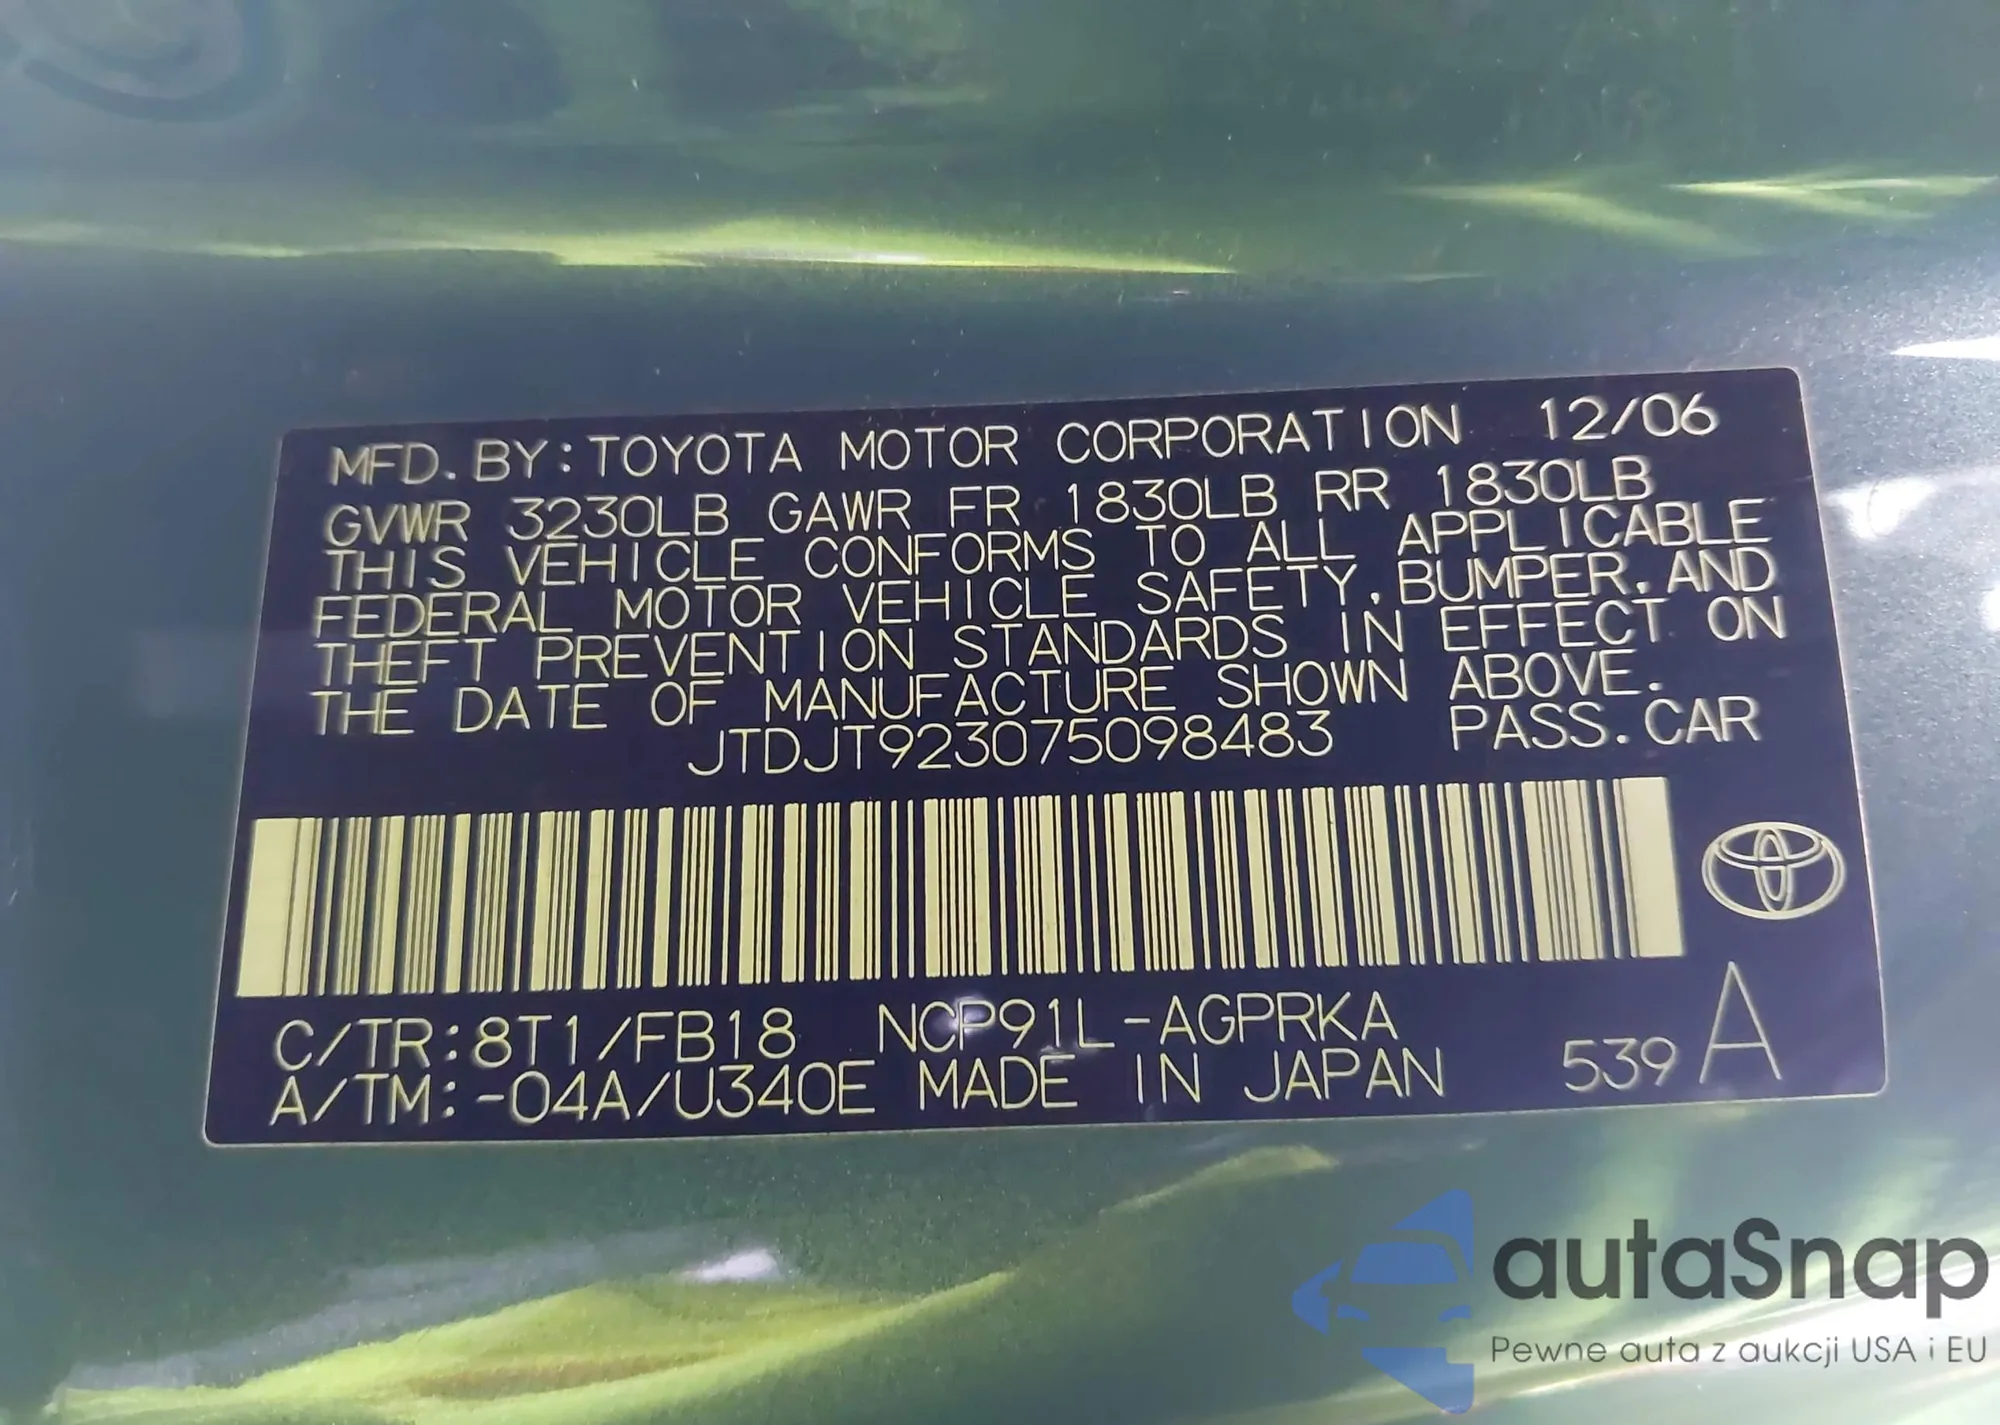 MFD. BY: TOYOTA MOTOR CORPORATION 12/06
GVWR 3230LB GAWR FR 1830LB RR 1830LB
THIS VEHICLE CONFORMS TO ALL APPLICABLE
FEDERAL MOTOR VEHICLE SAFETY, BUMPER, AND
THEFT PREVENTION STANDARDS IN EFFECT ON
THE DATE OF MANUFACTURE SHOWN ABOVE.
JTDJT923075098483 PASS. CAR
C/TR: 8T1/FB18 NCP91L-AGPRKA
A/TM: -04A/U340E MADE IN JAPAN 539 A
autaSnap
Pewne auta z aukcji USA i EU